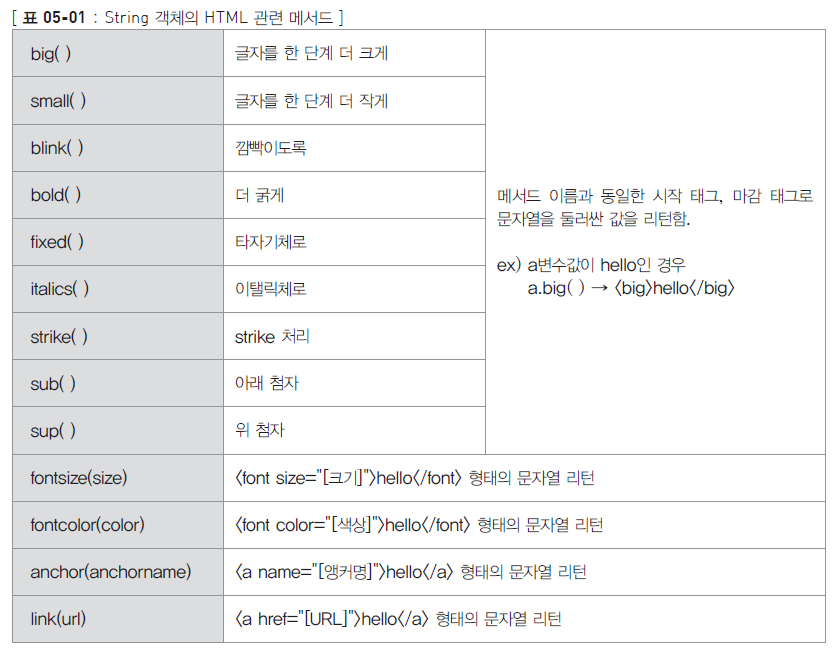 [ 표 05-01 : String 객체의 HTML 관련 메서드 ]
big( ) 글자를 한 단계 더 크게
small( ) 글자를 한 단계 더 작게
blink( ) 깜빡이도록
bold( ) 더 굵게
fixed( ) 타자기체로
italics( ) 이탤릭체로
strike( ) strike 처리
sub( ) 아래 첨자
sup( ) 위 첨자
메서드 이름과 동일한 시작 태그, 마감 태그로
문자열을 둘러싼 값을 리턴함.
ex) a변수값이 hello인 경우
a.big( ) → 〈big〉hello〈/big〉
fontsize(size) 〈font size="[크기]"〉hello〈/font〉 형태의 문자열 리턴
fontcolor(color) 〈font color="[색상]"〉hello〈/font〉 형태의 문자열 리턴
anchor(anchorname) 〈a name="[앵커명]"〉hello〈/a〉 형태의 문자열 리턴
link(url) 〈a href="[URL]"〉hello〈/a〉 형태의 문자열 리턴